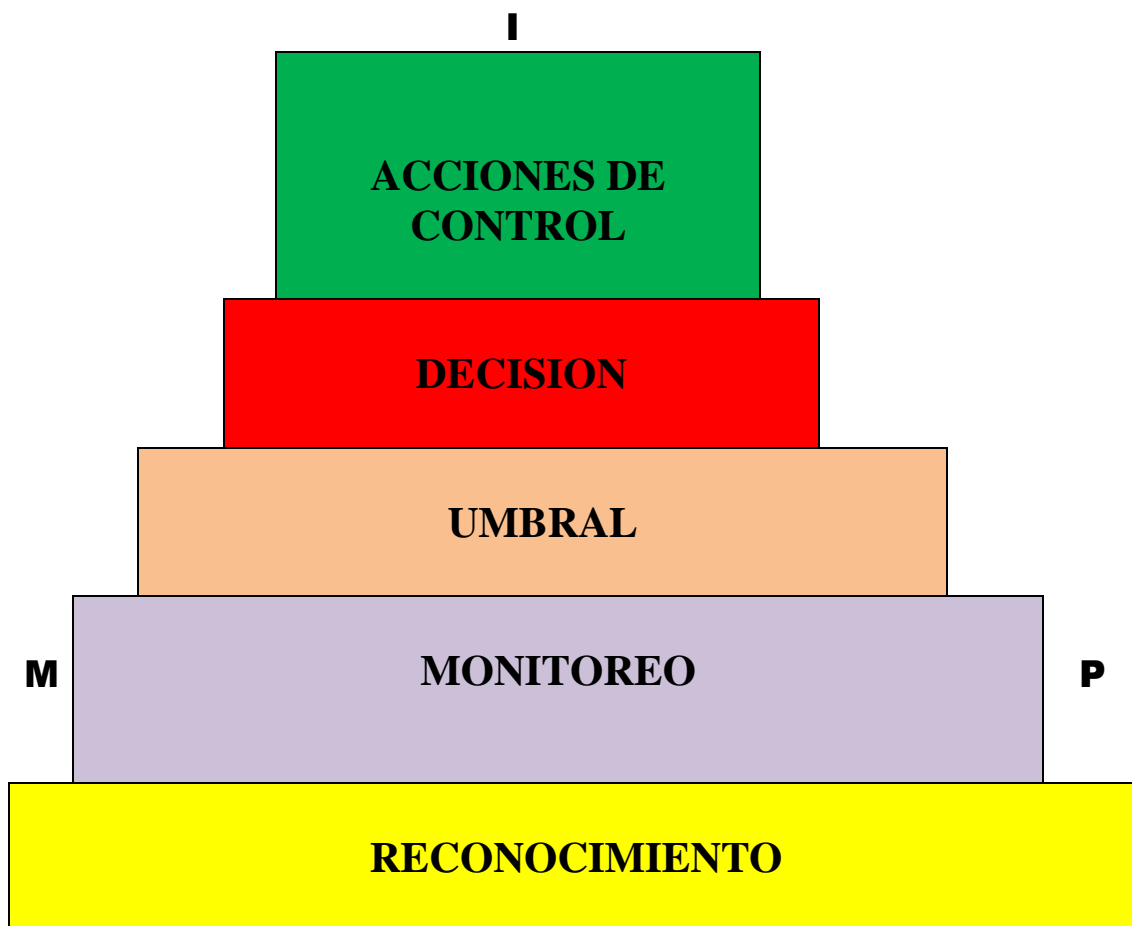 I
ACCIONES DE
CONTROL
DECISION
UMBRAL
M
MONITOREO
P
RECONOCIMIENTO